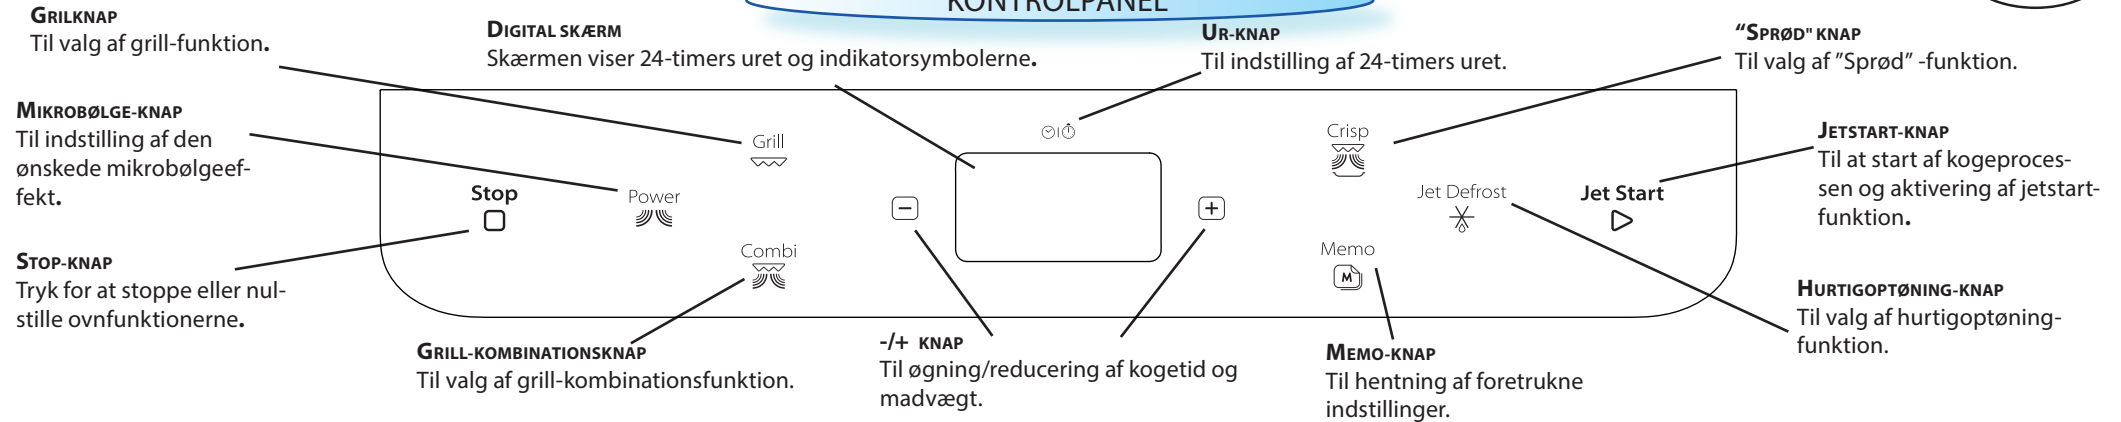 KONTROLPANEL
GRILKNAP
Til valg af grill-funktion.
DIGITAL SKÆRM
Skærmen viser 24-timers uret og indikatorsymbolerne.
UR-KNAP
Til indstilling af 24-timers uret.
“SPRØD" KNAP
Til valg af ”Sprød” -funktion.
MIKROBØLGE-KNAP
Til indstilling af den
ønskede mikrobølgeef-
fekt.
JETSTART-KNAP
Til at start af kogeproces-
sen og aktivering af jetstart-
funktion.
Grill
Crisp
Stop
Power
Jet Defrost
Jet Start
Combi
Memo
M
STOP-KNAP
Tryk for at stoppe eller nul-
stille ovnfunktionerne.
HURTIGOPTØNING-KNAP
Til valg af hurtigoptøning-
funktion.
GRILL-KOMBINATIONSKNAP
Til valg af grill-kombinationsfunktion.
-/+ KNAP
Til øgning/reducering af kogetid og
madvægt.
MEMO-KNAP
Til hentning af foretrukne
indstillinger.